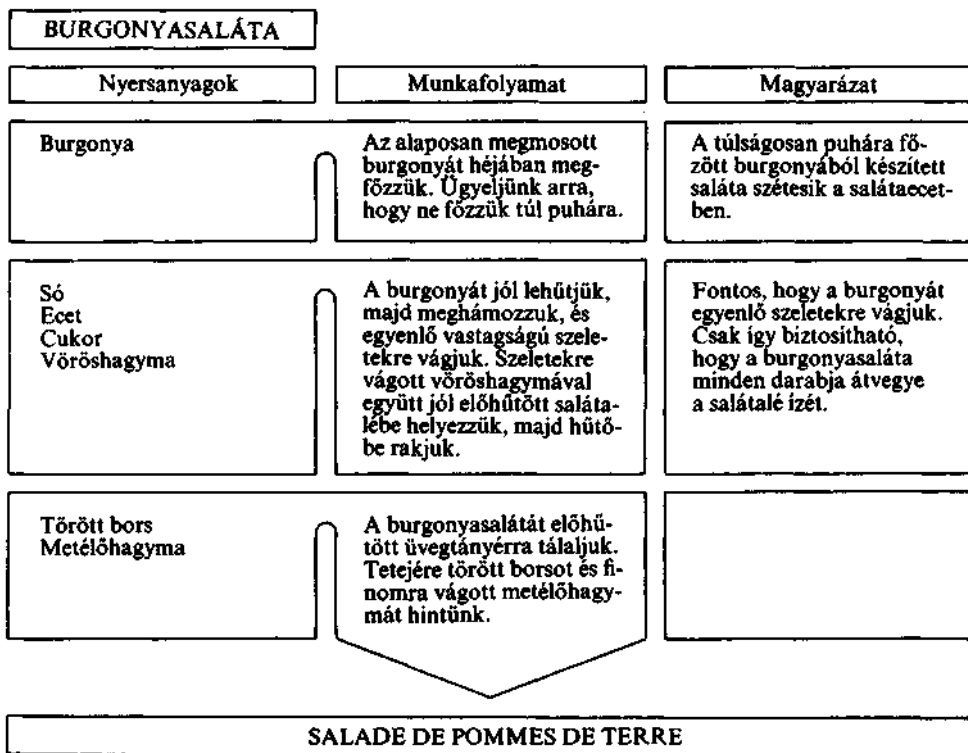 BURGONYASALÁTA
Nyersanyagok
Munkafolyamat
Magyarázat
Burgonya
Az alaposan megmosott
burgonyát héjában meg-
főzzük. Ügyeljünk arra,
hogy ne főzzük túl puhára.
A túlságosan puhára fő-
zött burgonyából készített
saláta szétesik a salátaecet-
ben.
Só
Ecet
Cukor
Vöröshagyma
A burgonyát jól lehűtjük,
majd meghámozzuk, és
egyenlő vastagságú szele-
tekre vágjuk. Szeletekre
vágott vöröshagymával
együtt jól előhűtött saláta-
lébe helyezzük, majd hűtő-
be rakjuk.
Fontos, hogy a burgonyát
egyenlő szeletekre vágjuk.
Csak így biztosítható,
hogy a burgonyasaláta
minden darabja átvegye
a salátalé ízét.
Törött bors
Metélőhagyma
A burgonyasalátát előhű-
tött üvegtányérra tálaljuk.
Tetejére törött borsot és fi-
nomra vágott metélőhagy-
mát hintünk.
SALADE DE POMMES DE TERRE